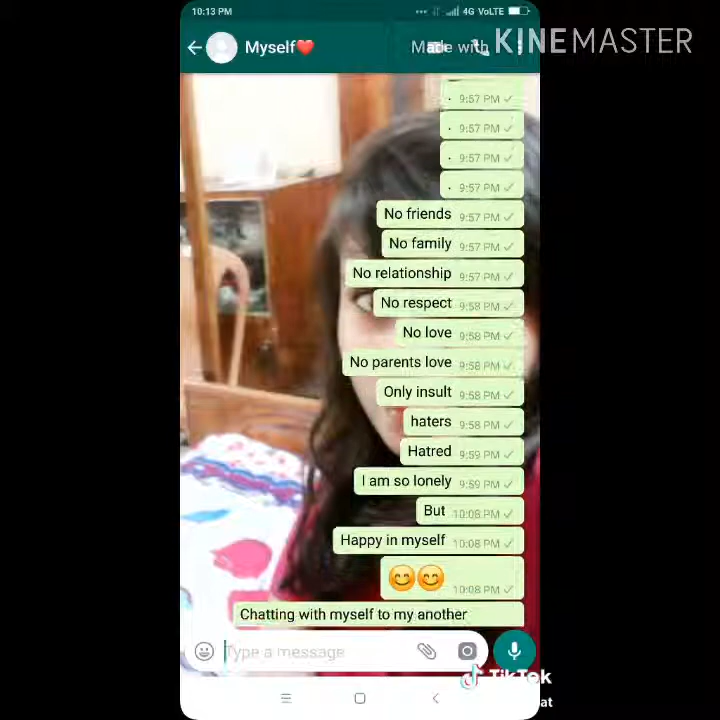 10:13 PM
4G VoLTE
Myself❤️
Made with
KINEMASTER
. 9:57 PM ✓
. 9:57 PM ✓
. 9:57 PM ✓
. 9:57 PM ✓
No friends 9:57 PM ✓
No family 9:57 PM ✓
No relationship 9:57 PM ✓
No respect 9:58 PM ✓
No love 9:58 PM ✓
No parents love 9:58 PM ✓
Only insult 9:58 PM ✓
haters 9:58 PM ✓
Hatred 9:59 PM ✓
I am so lonely 9:59 PM ✓
But 10:08 PM ✓
Happy in myself 10:08 PM ✓
😊😊 10:08 PM ✓
Chatting with myself to my another
Type a message
TikTok